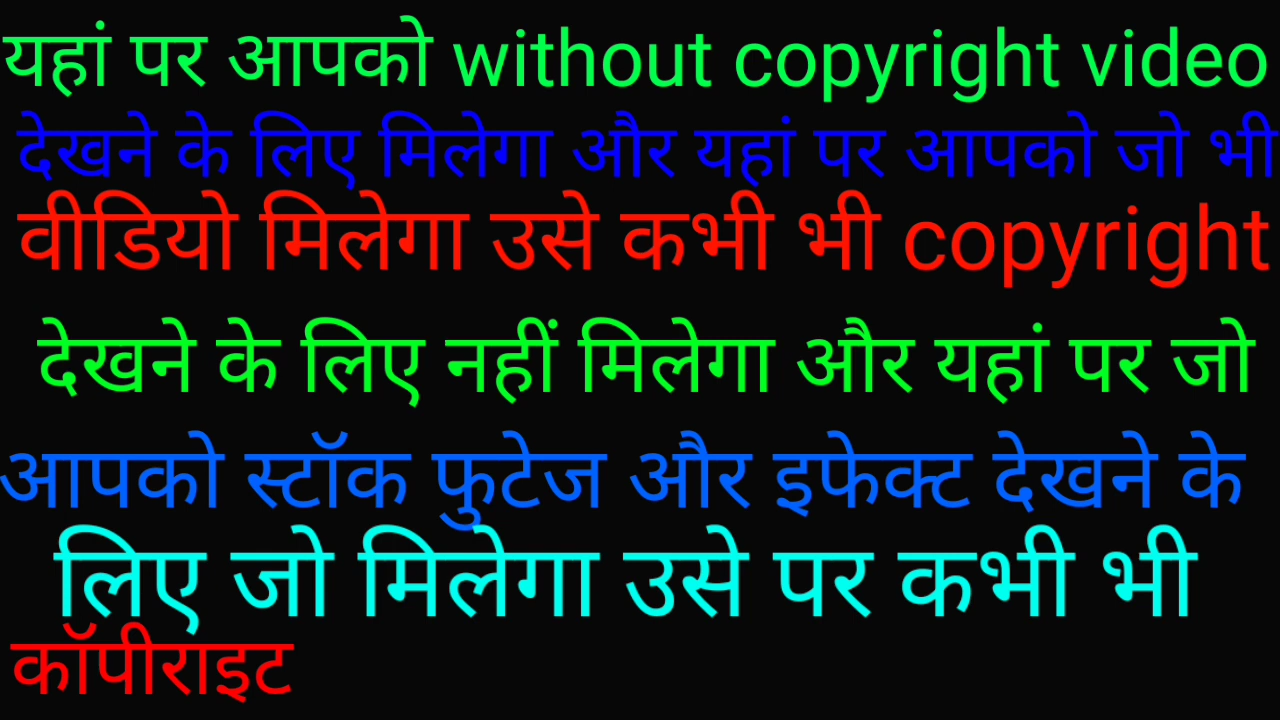 यहां पर आपको without copyright video
देखने के लिए मिलेगा और यहां पर आपको जो भी
वीडियो मिलेगा उसे कभी भी copyright
देखने के लिए नहीं मिलेगा और यहां पर जो
आपको स्टॉक फुटेज और इफेक्ट देखने के
लिए जो मिलेगा उसे पर कभी भी
कॉपीराइट